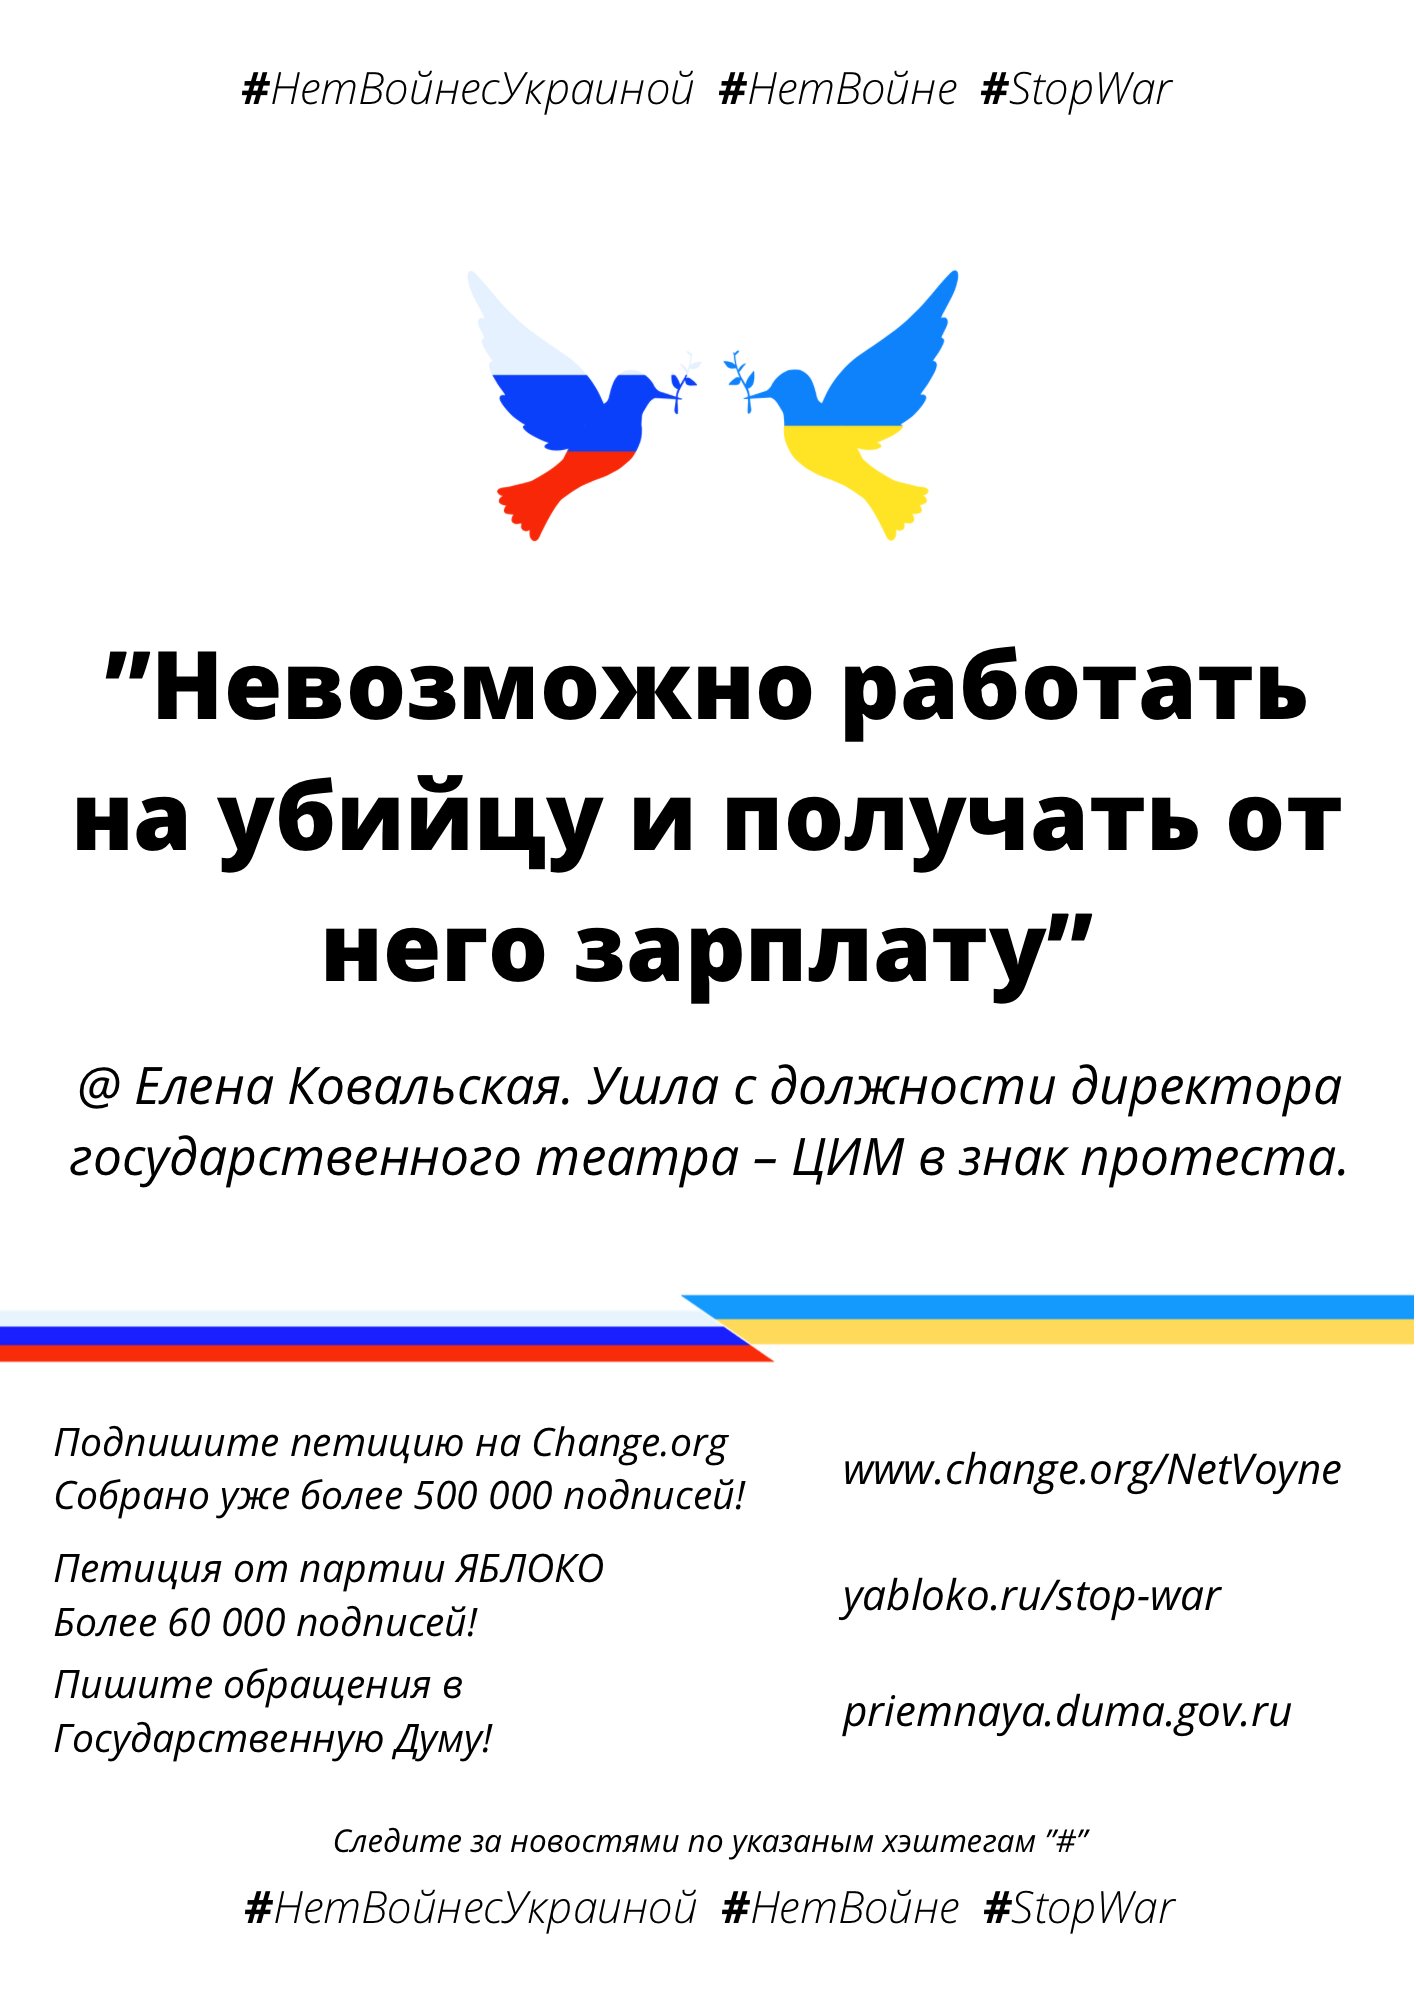 #НетВойнесУкраиной #НетВойне #StopWar
”Невозможно работать
на убийцу и получать от
него зарплату”
@ Елена Ковальская. Ушла с должности директора
государственного театра – ЦИМ в знак протеста.
Подпишите петицию на Change.org
Собрано уже более 500 000 подписей!
www.change.org/NetVoyne
Петиция от партии ЯБЛОКО
Более 60 000 подписей!
yabloko.ru/stop-war
Пишите обращения в
Государственную Думу!
priemnaya.duma.gov.ru
Следите за новостями по указаным хэштегам ”#”
#НетВойнесУкраиной #НетВойне #StopWar